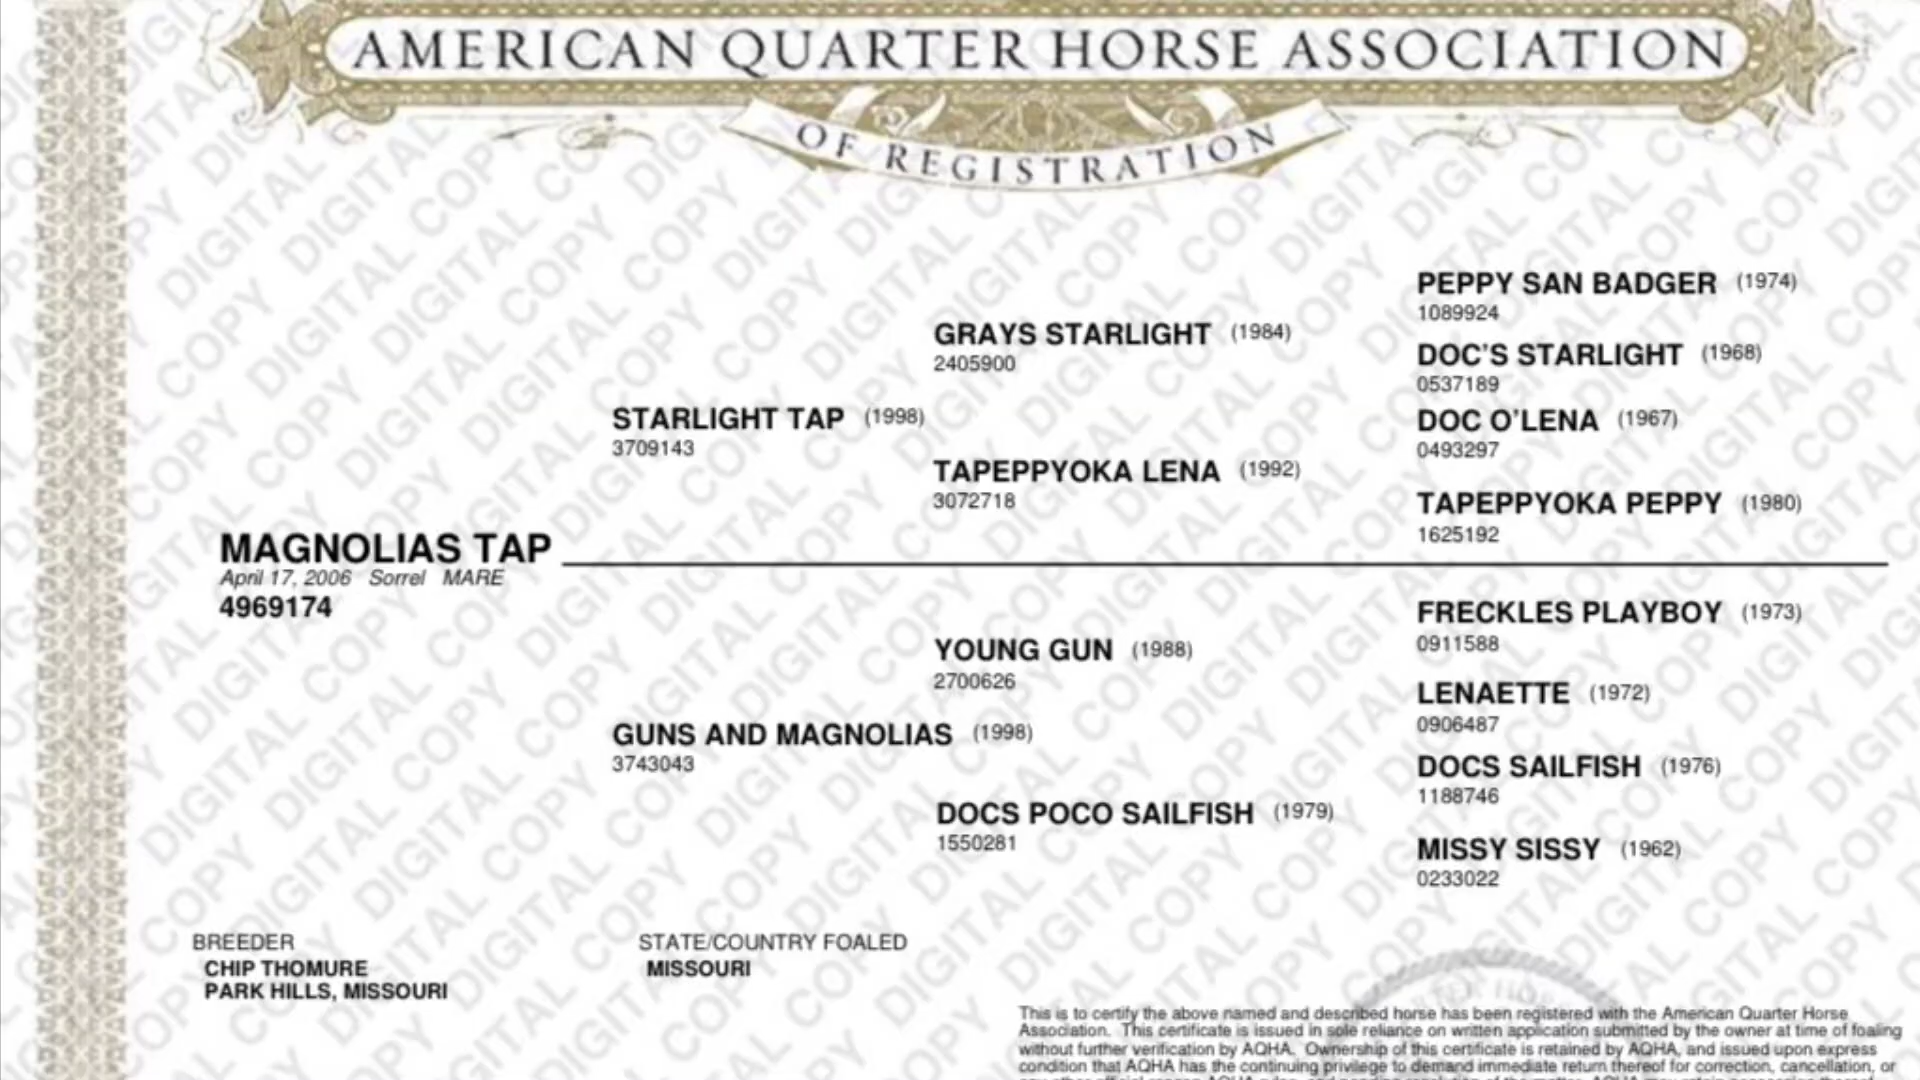 AMERICAN QUARTER HORSE ASSOCIATION
OF REGISTRATION
PEPPY SAN BADGER (1974)
1089924
GRAYS STARLIGHT (1984)
2405900
DOC'S STARLIGHT (1968)
0537189
STARLIGHT TAP (1998)
3709143
DOC O'LENA (1967)
0493297
TAPEPPYOKA LENA (1992)
3072718
TAPEPPYOKA PEPPY (1980)
1625192
MAGNOLIAS TAP
April 17, 2006 Sorrel MARE
4969174
FRECKLES PLAYBOY (1973)
0911588
YOUNG GUN (1988)
2700626
LENAETTE (1972)
0906487
GUNS AND MAGNOLIAS (1998)
3743043
DOCS SAILFISH (1976)
1188746
DOCS POCO SAILFISH (1979)
1550281
MISSY SISSY (1962)
0233022
BREEDER
CHIP THOMURE
PARK HILLS, MISSOURI
STATE/COUNTRY FOALED
MISSOURI
This is to certify the above named and described horse has been registered with the American Quarter Horse
Association. This certificate is issued in sole reliance on written application submitted by the owner at time of foaling
without further verification by AQHA. Ownership of this certificate is retained by AQHA, and issued upon express
condition that AQHA has the continuing privilege to demand immediate return thereof for correction, cancellation, or
DIGITAL COPY